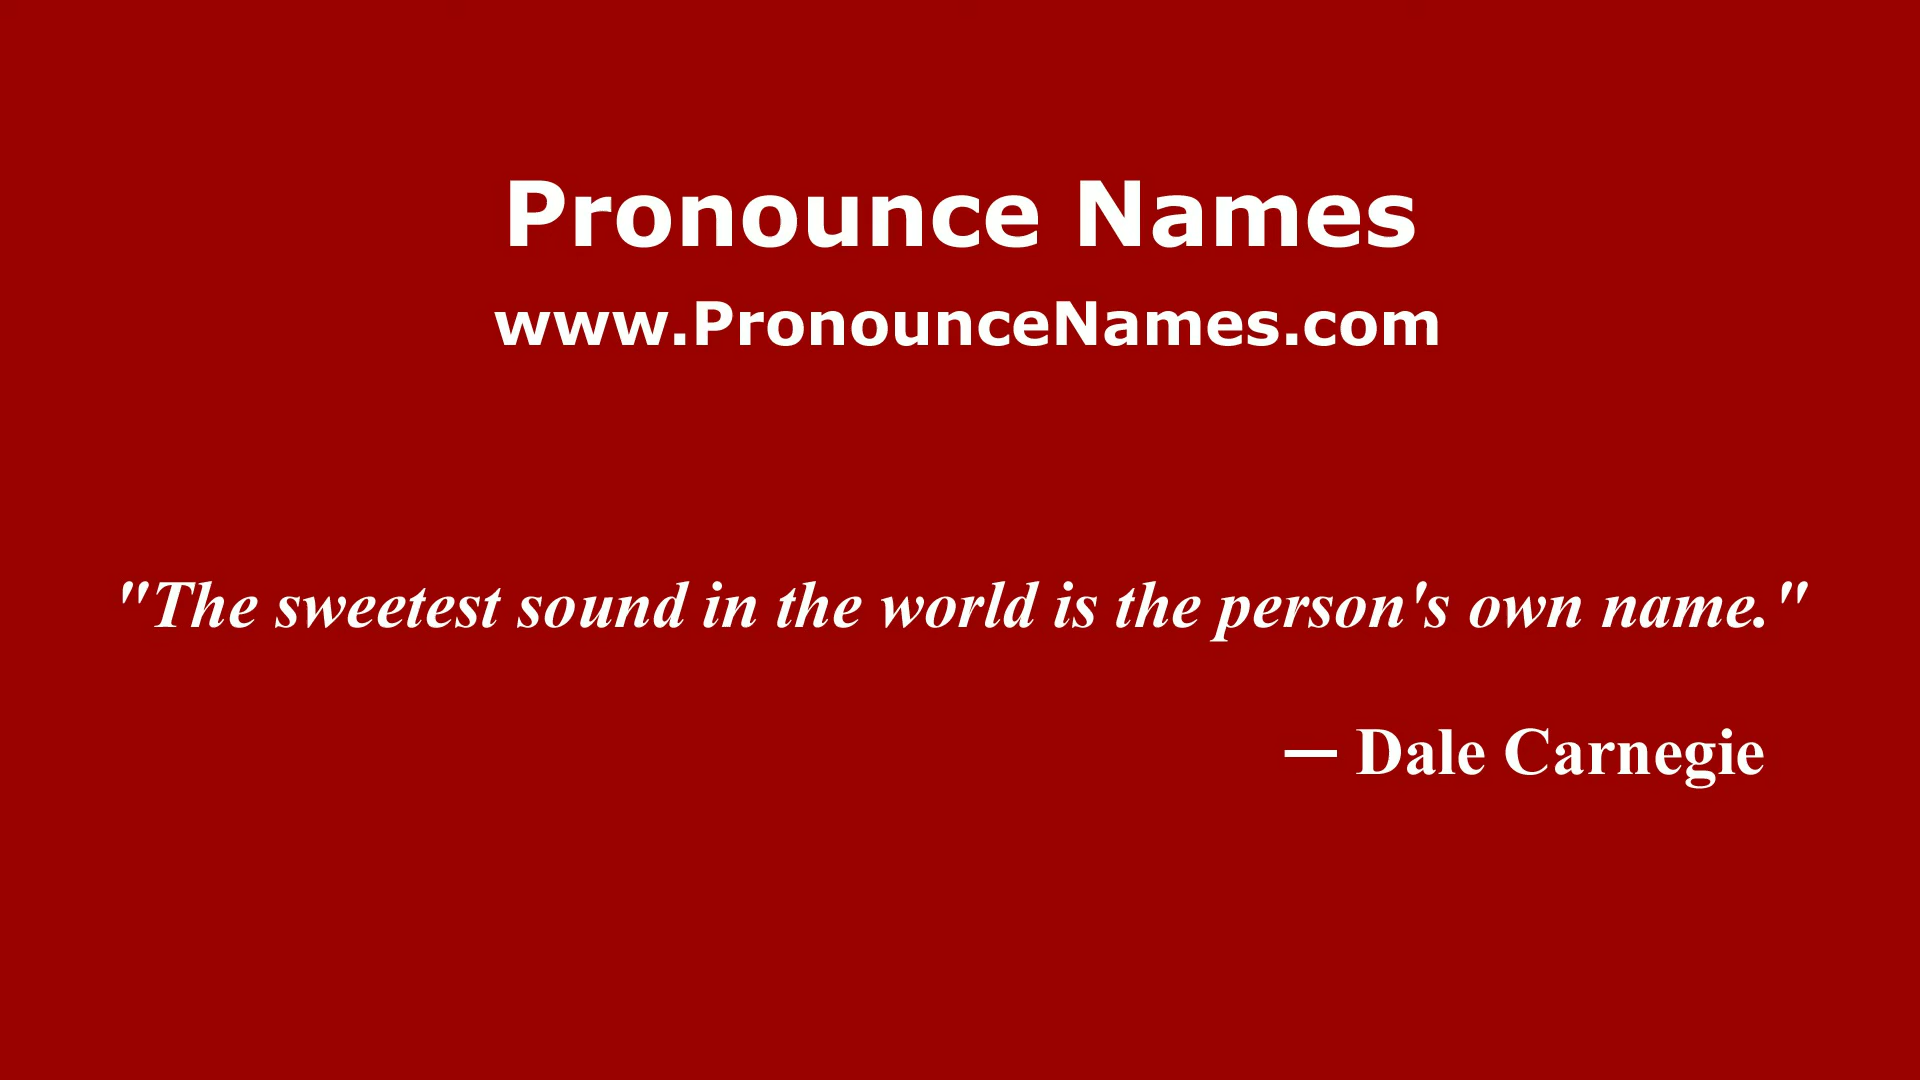 Pronounce Names
www.PronounceNames.com
"The sweetest sound in the world is the person's own name."
— Dale Carnegie